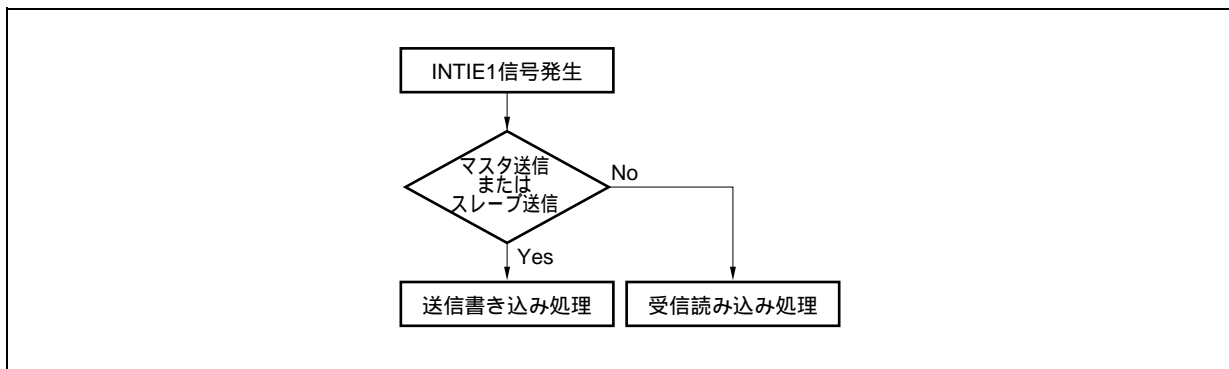 INTIE1信号発生
マスタ送信
または
スレーブ送信
No
Yes
送信書き込み処理
受信読み込み処理